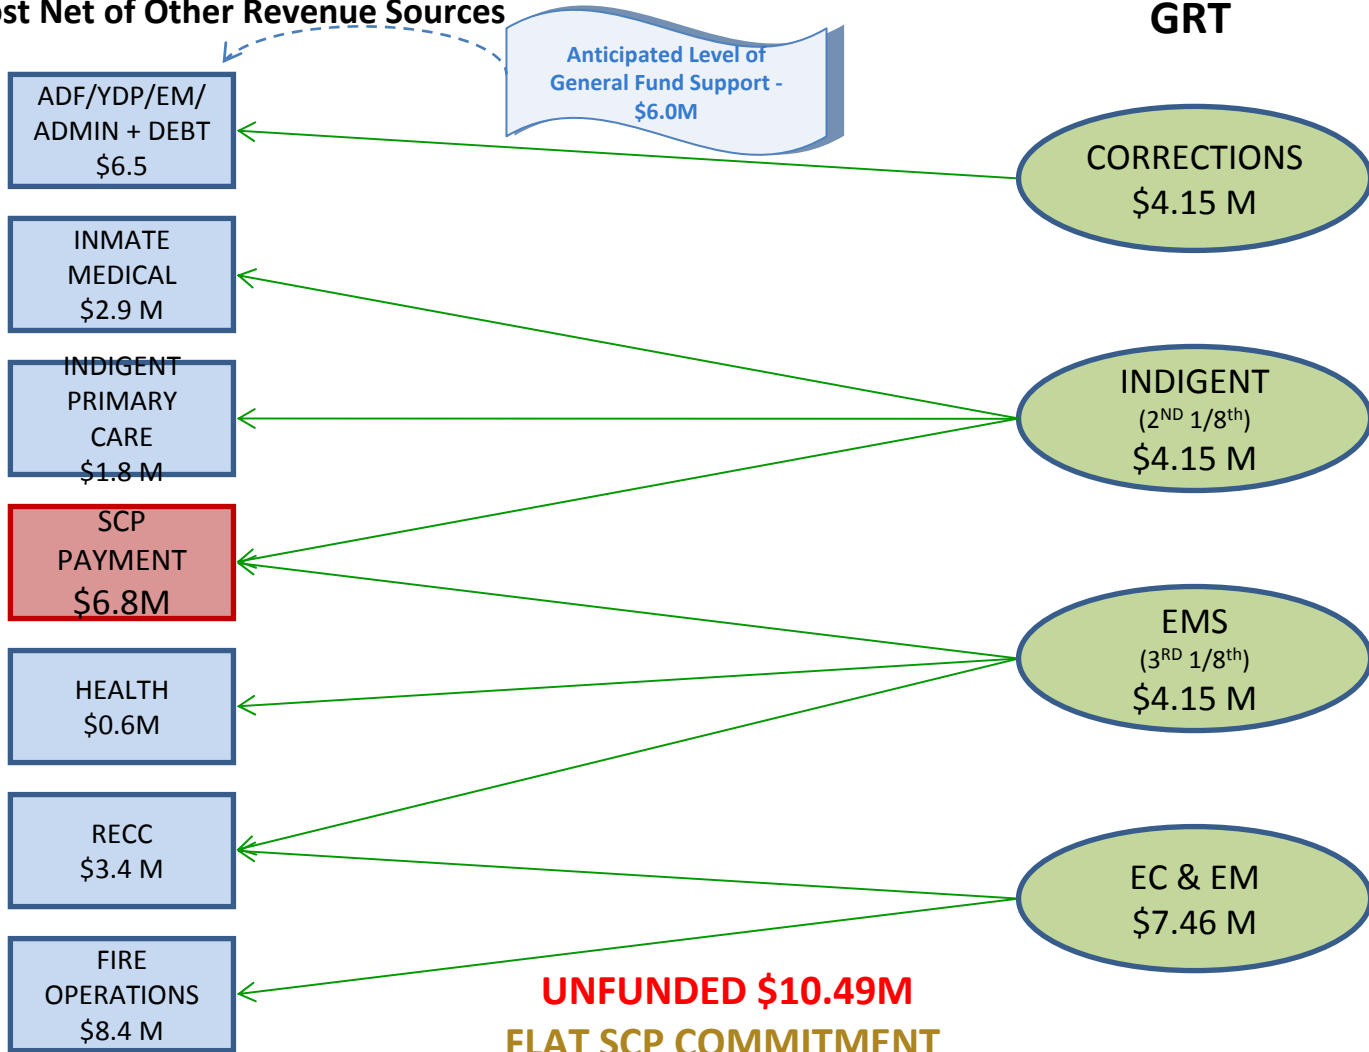 ost Net of Other Revenue Sources
GRT
Anticipated Level of
General Fund Support -
$6.0M
ADF/YDP/EM/
ADMIN + DEBT
$6.5
CORRECTIONS
$4.15 M
INMATE
MEDICAL
$2.9 M
INDIGENT
PRIMARY
CARE
$1.8 M
INDIGENT
(2ND 1/8th)
$4.15 M
SCP
PAYMENT
$6.8M
EMS
(3RD 1/8th)
$4.15 M
HEALTH
$0.6M
RECC
$3.4 M
EC & EM
$7.46 M
FIRE
OPERATIONS
$8.4 M
UNFUNDED $10.49M
FLAT SCP COMMITMENT